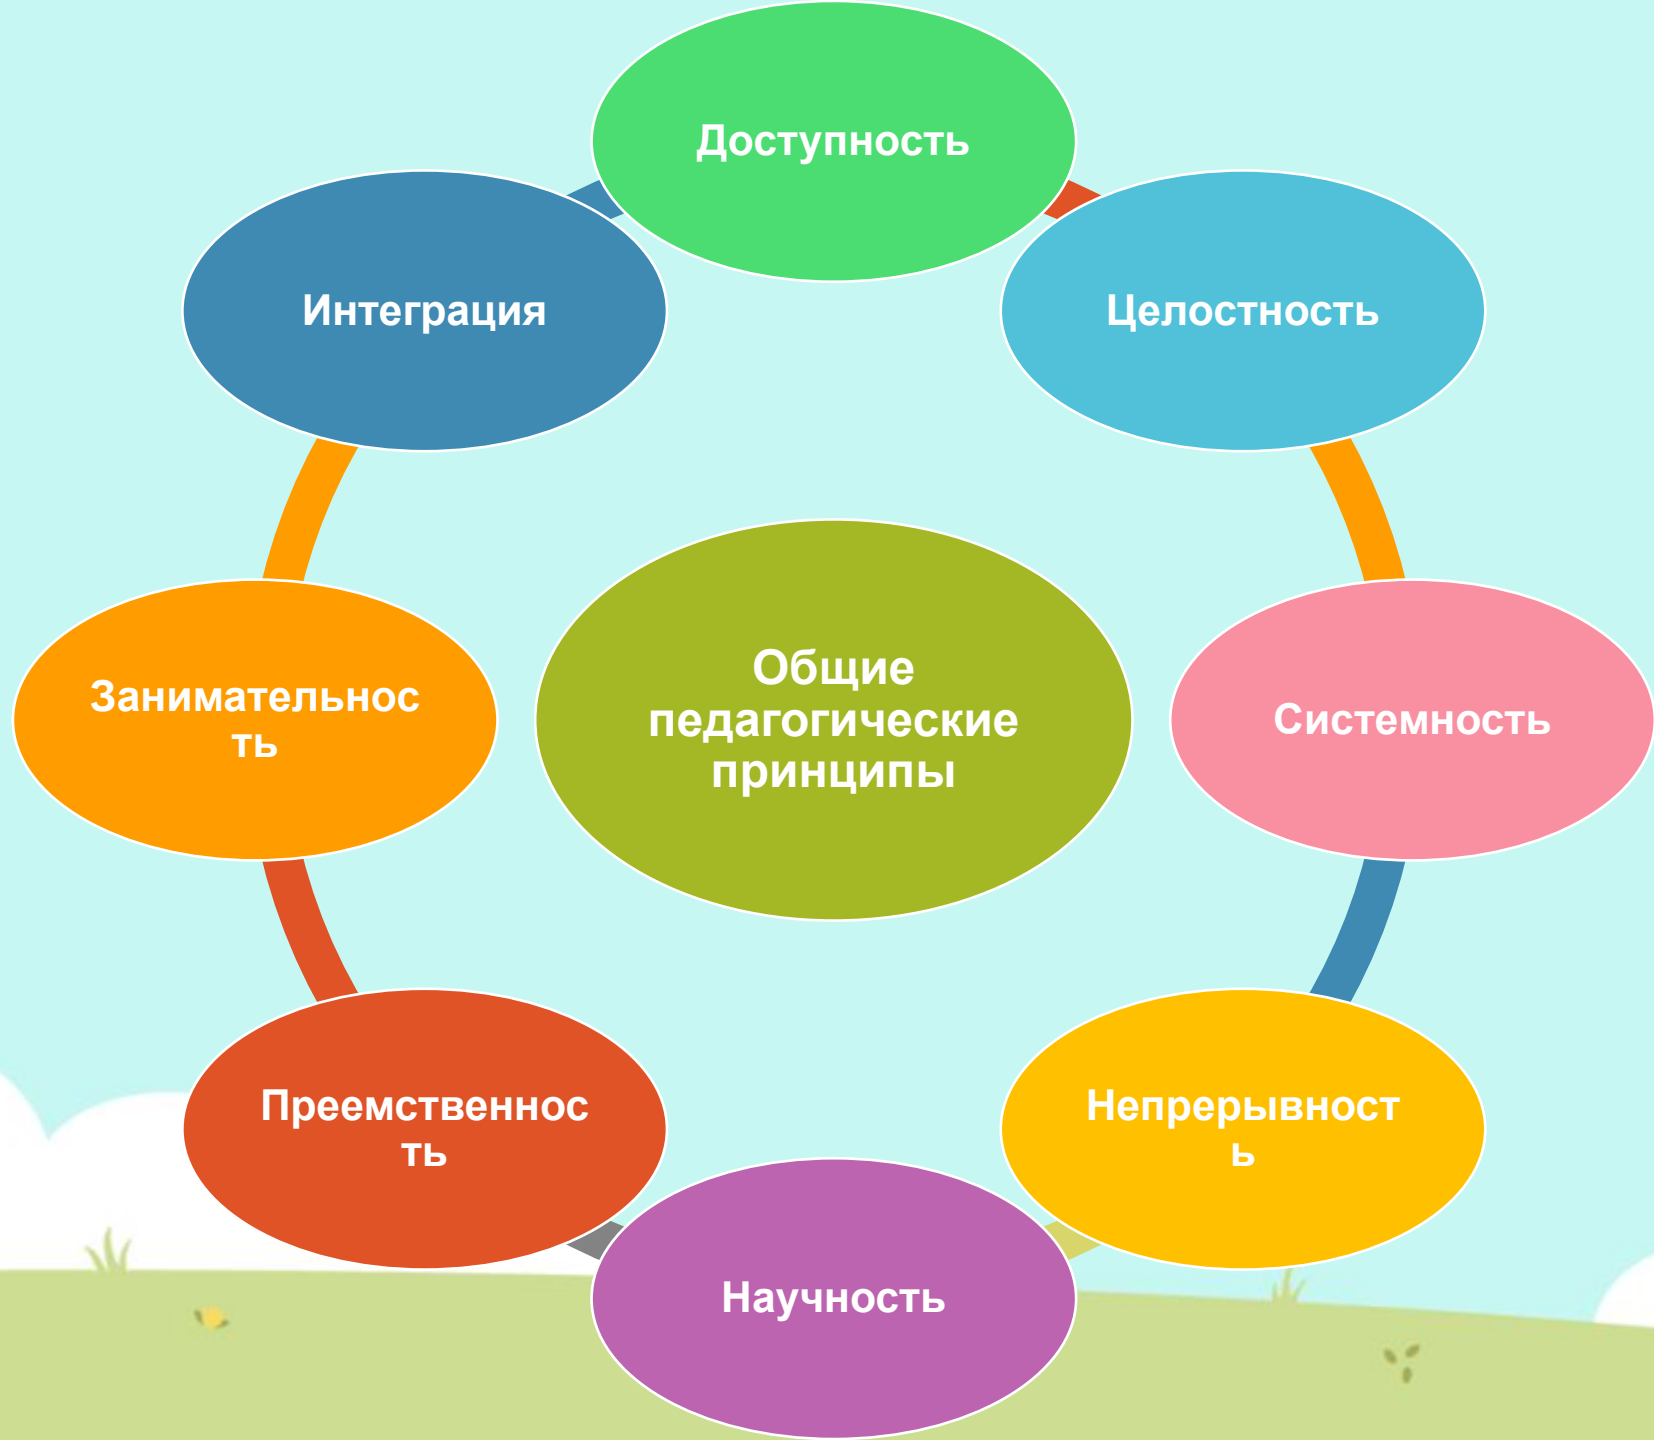 Доступность
Интеграция
Целостность
Общие
педагогические
принципы
Занимательнос
ть
Системность
Преемственнос
ть
Непрерывност
ь
Научность